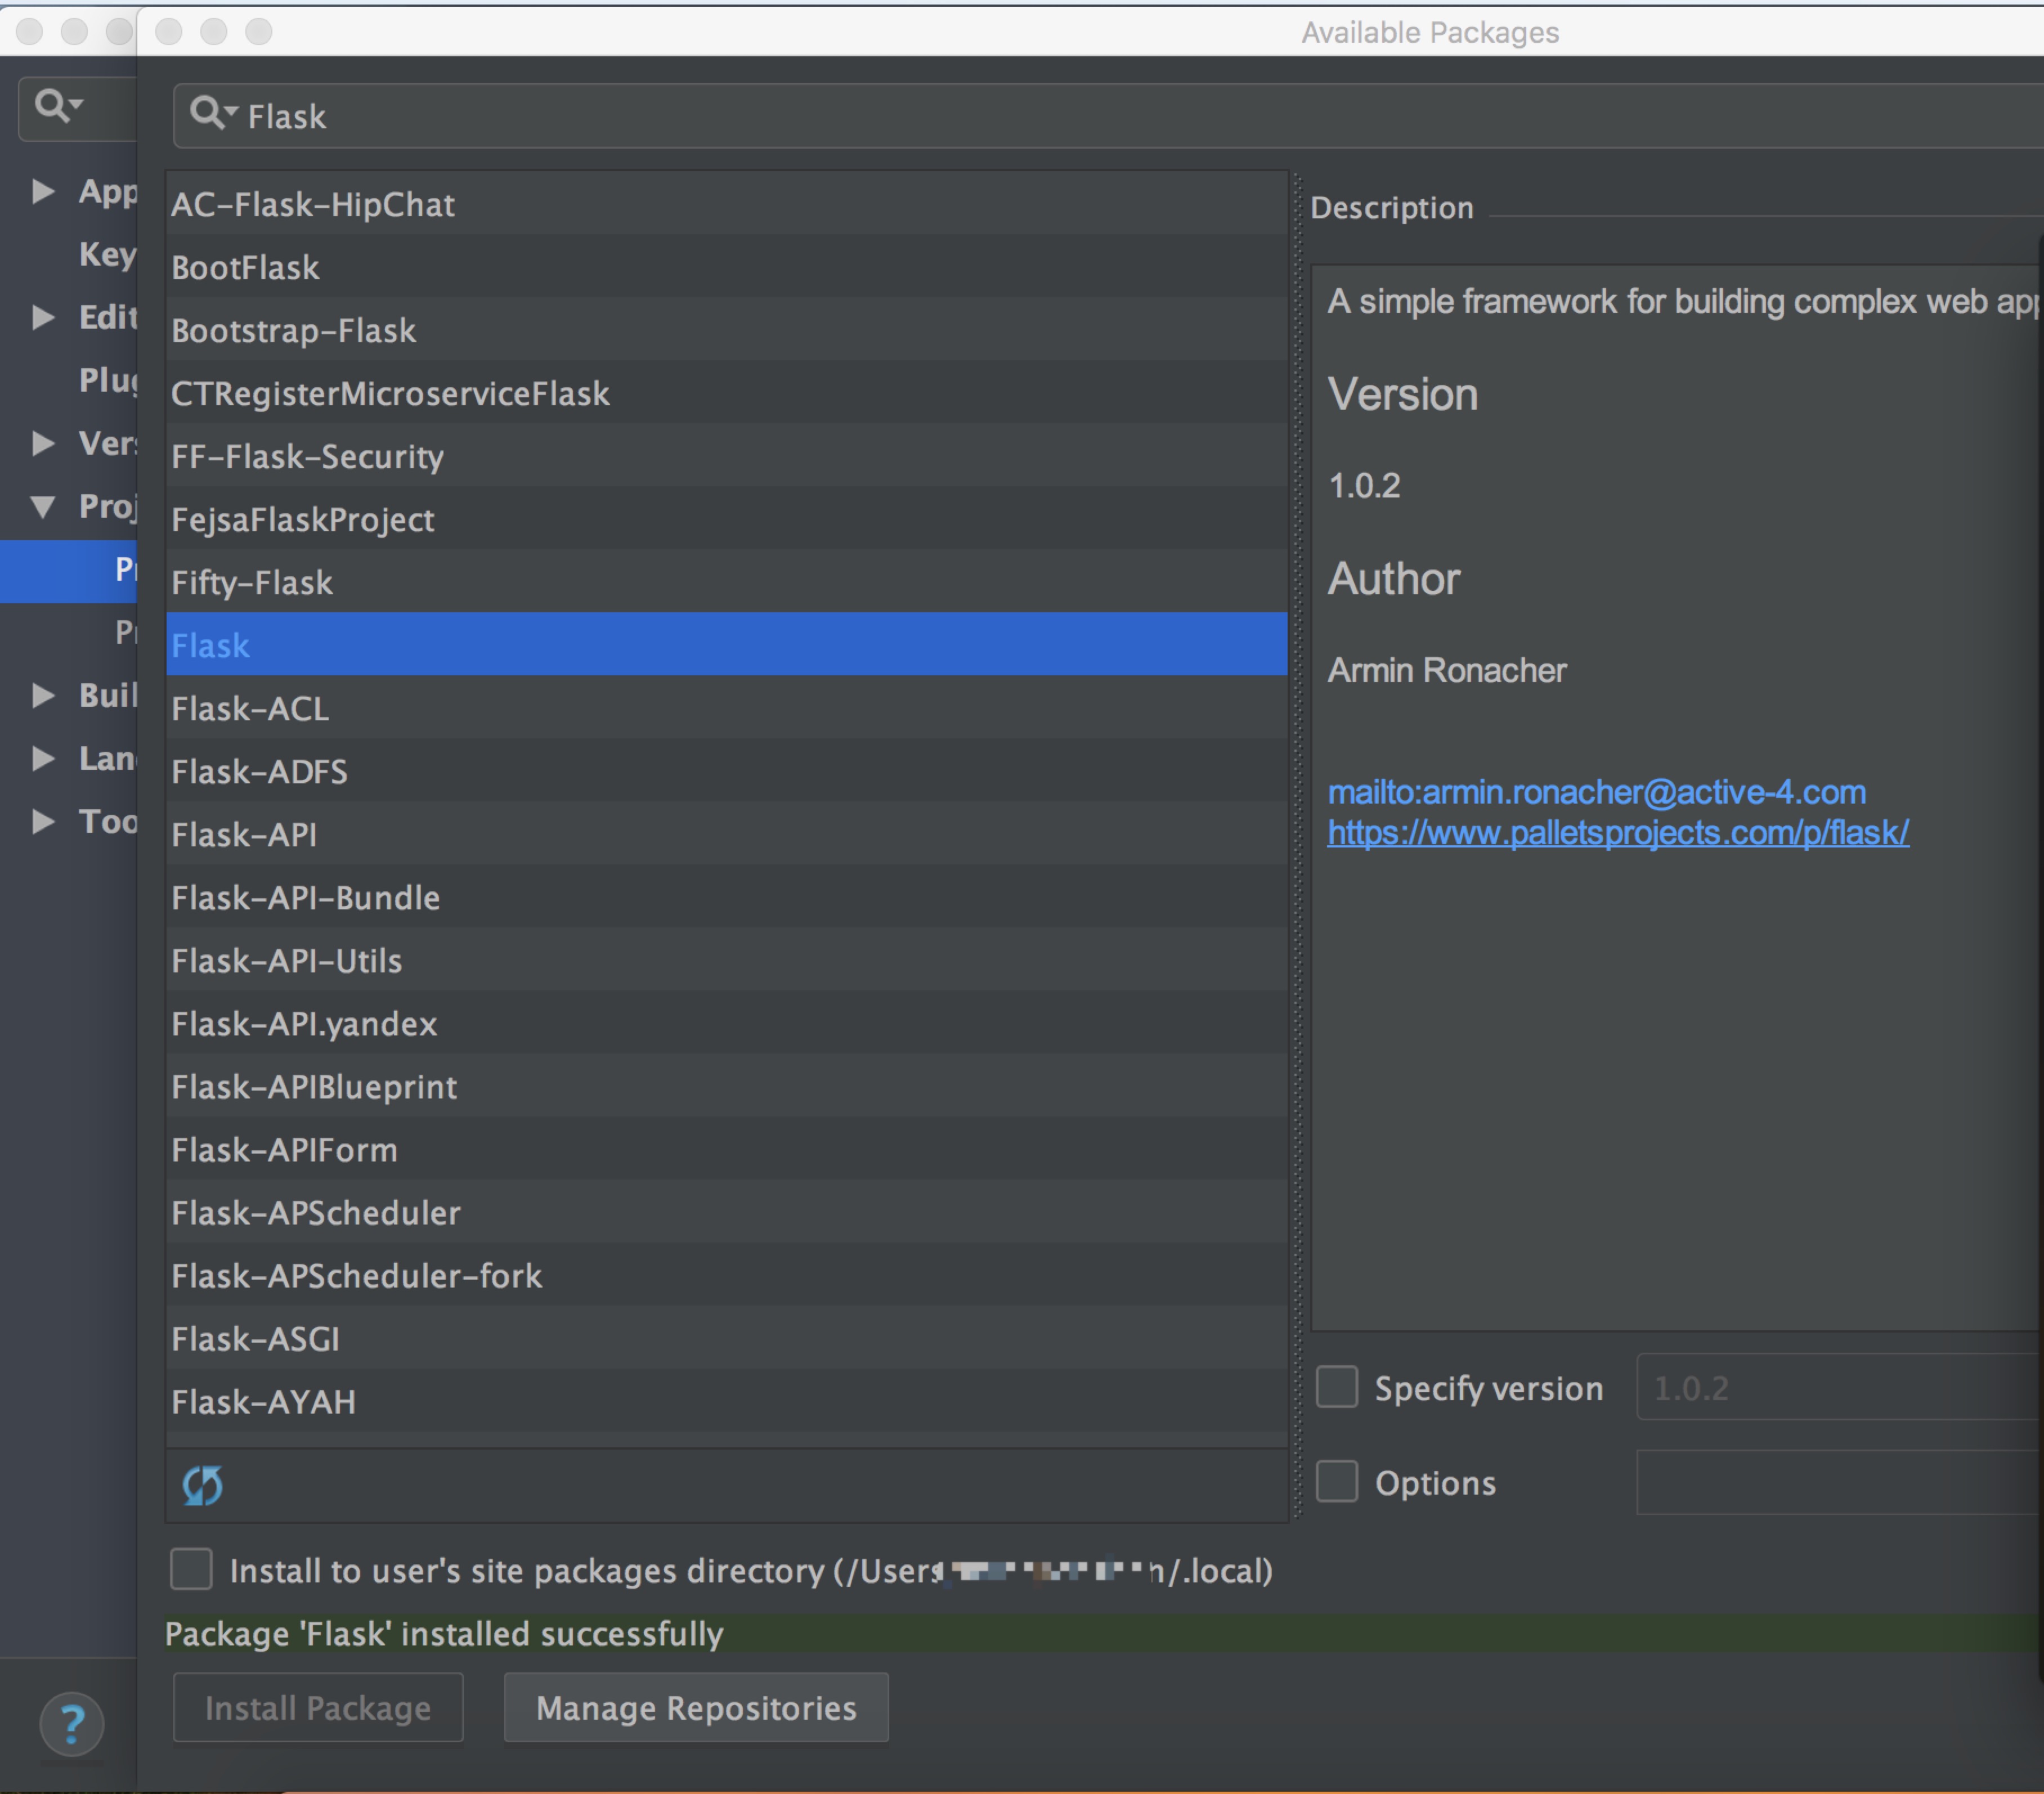 Available Packages
Flask
App
Key
Edit
Plug
Vers
Proj
Buil
Lan
Too
AC-Flask-HipChat
BootFlask
Bootstrap-Flask
CTRegisterMicroserviceFlask
FF-Flask-Security
FejsaFlaskProject
Fifty-Flask
Flask
Flask-ACL
Flask-ADFS
Flask-API
Flask-API-Bundle
Flask-API-Utils
Flask-API.yandex
Flask-APIBlueprint
Flask-APIForm
Flask-APScheduler
Flask-APScheduler-fork
Flask-ASGI
Flask-AYAH
Description
A simple framework for building complex web app
Version
1.0.2
Author
Armin Ronacher
mailto:armin.ronacher@active-4.com
https://www.palletsprojects.com/p/flask/
Specify version 1.0.2
Options
Install to user's site packages directory (/Users n/.local)
Package 'Flask' installed successfully
? Install Package Manage Repositories